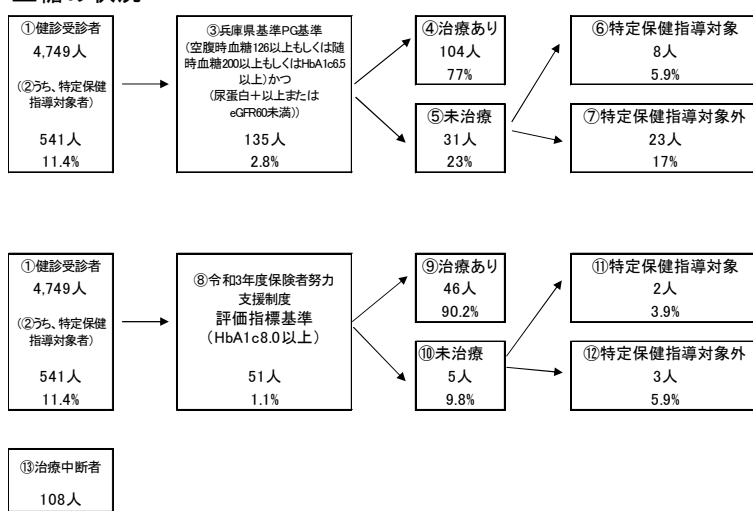 ①健診受診者
4,749人
(②うち、特定保健
指導対象者)
541人
11.4%
③兵庫県基準PG基準
(空腹時血糖126以上もしくは随
時血糖200以上もしくはHbA1c6.5
以上)かつ
(尿蛋白+以上または
eGFR60未満))
135人
2.8%
④治療あり
104人
77%
⑤未治療
31人
23%
⑥特定保健指導対象
8人
5.9%
⑦特定保健指導対象外
23人
17%
①健診受診者
4,749人
(②うち、特定保健
指導対象者)
541人
11.4%
⑧令和3年度保険者努力
支援制度
評価指標基準
(HbA1c8.0以上)
51人
1.1%
⑨治療あり
46人
90.2%
⑩未治療
5人
9.8%
⑪特定保健指導対象
2人
3.9%
⑫特定保健指導対象外
3人
5.9%
⑬治療中断者
108人